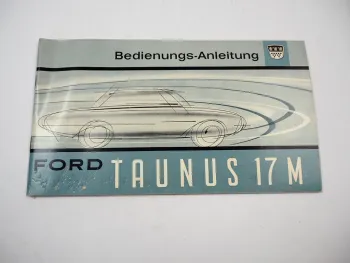 Bedienungs-Anleitung
FORD TAUNUS 17M